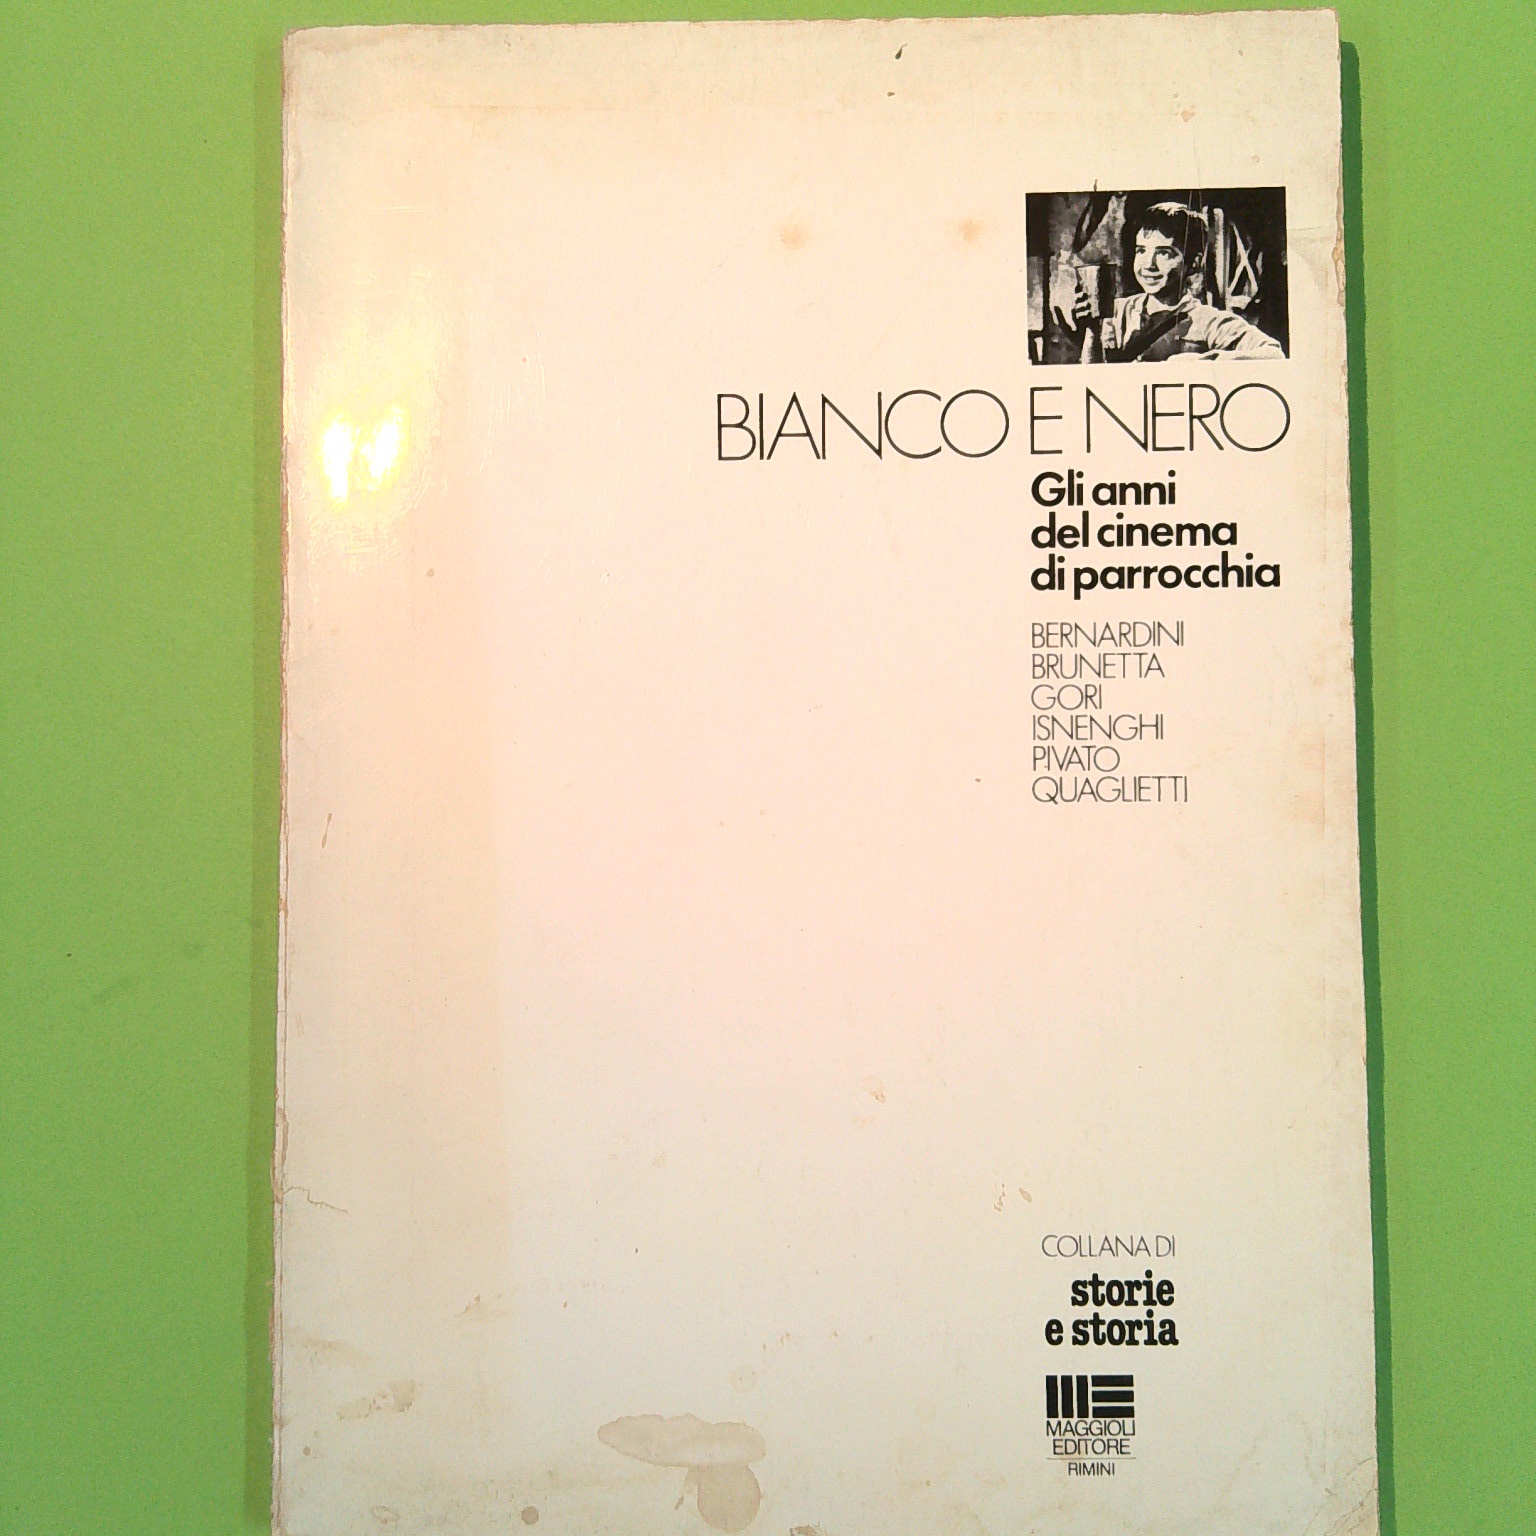 BIANCO E NERO
Gli anni
del cinema
di parrocchia
BERNARDINI
BRUNETTA
GORI
ISNENGHI
PIVATO
QUAGLIETTI
COLLANA DI
storie
e storia
MAGGIOLI
EDITORE
RIMINI